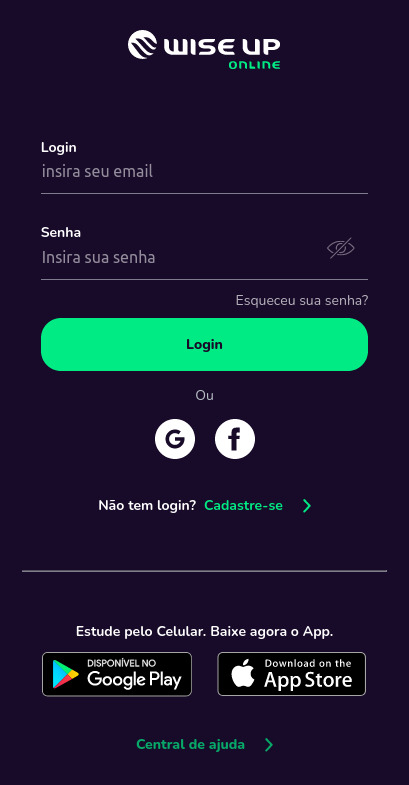 WISE UP
ONLINE
Login
insira seu email
Senha
Insira sua senha
Esqueceu sua senha?
Login
Ou
G f
Não tem login? Cadastre-se
Estude pelo Celular. Baixe agora o App.
DISPONÍVEL NO
Google Play
Download on the
App Store
Central de ajuda